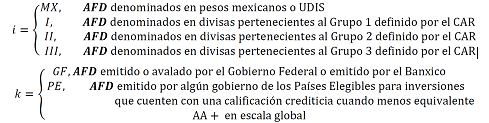 MX, AFD denominados en pesos mexicanos o UDIS
i = I, AFD denominados en divisas pertenecientes al Grupo 1 definido por el CAR
II, AFD denominados en divisas pertenecientes al Grupo 2 definido por el CAR
III, AFD denominados en divisas pertenecientes al Grupo 3 definido por el CAR
GF, AFD emitido o avalado por el Gobierno Federal o emitido por el Banxico
k = PE, AFD emitido por algún gobierno de los Países Elegibles para inversiones
que cuenten con una calificación crediticia cuando menos equivalente
AA + en escala global